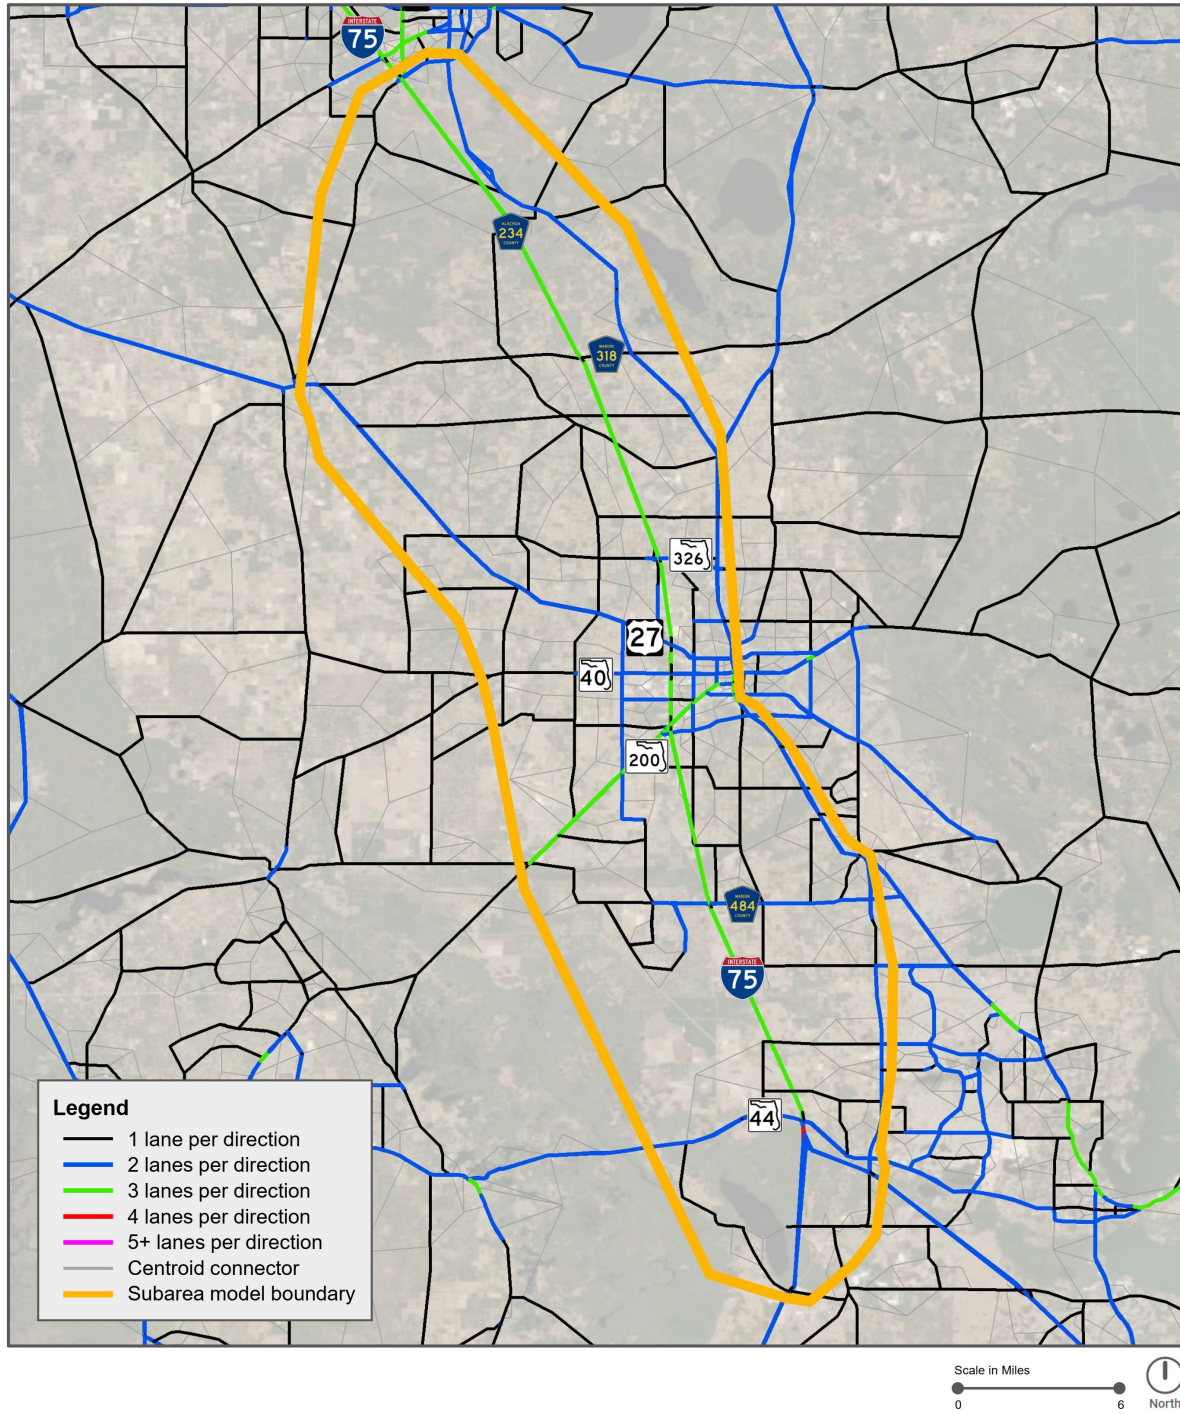 INTERSTATE
75
ALACHUA
234
COUNTY
MARION
318
COUNTY
326
27
40
200
MARION
484
COUNTY
INTERSTATE
75
44
Legend
1 lane per direction
2 lanes per direction
3 lanes per direction
4 lanes per direction
5+ lanes per direction
Centroid connector
Subarea model boundary
Scale in Miles
0
6
North